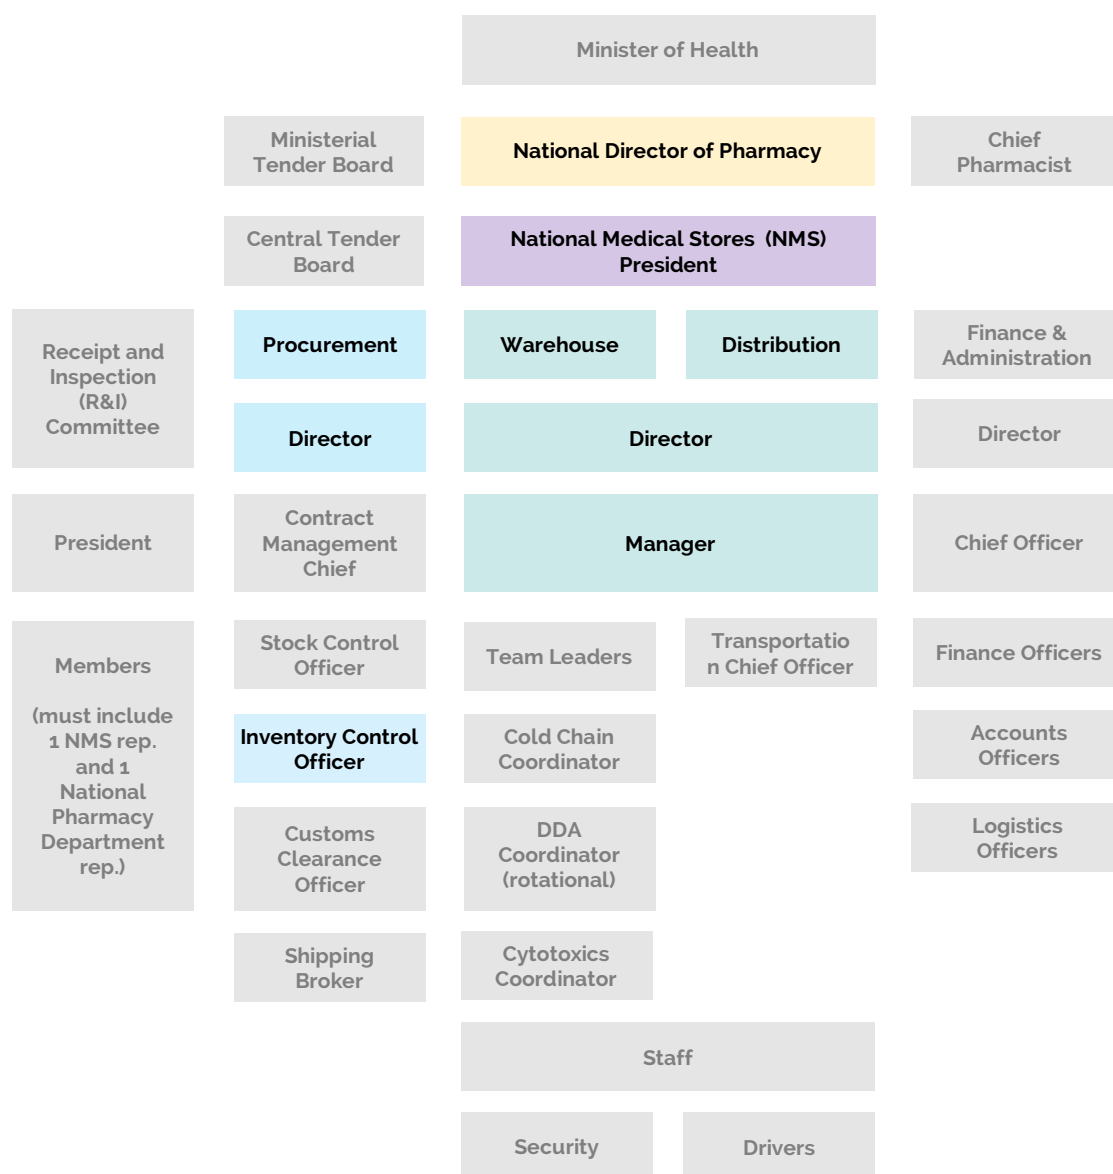 Minister of Health
Ministerial
Tender Board
National Director of Pharmacy
Chief
Pharmacist
Central Tender
Board
National Medical Stores  (NMS)
President
Receipt and
Inspection
(R&I)
Committee
Procurement
Warehouse
Distribution
Finance &
Administration
Director
Director
Director
President
Contract
Management
Chief
Manager
Chief Officer
Members
(must include
1 NMS rep.
and 1
National
Pharmacy
Department
rep.)
Stock Control
Officer
Team Leaders
Transportatio
n Chief Officer
Finance Officers
Inventory Control
Officer
Cold Chain
Coordinator
Accounts
Officers
Customs
Clearance
Officer
DDA
Coordinator
(rotational)
Logistics
Officers
Shipping
Broker
Cytotoxics
Coordinator
Staff
Security
Drivers